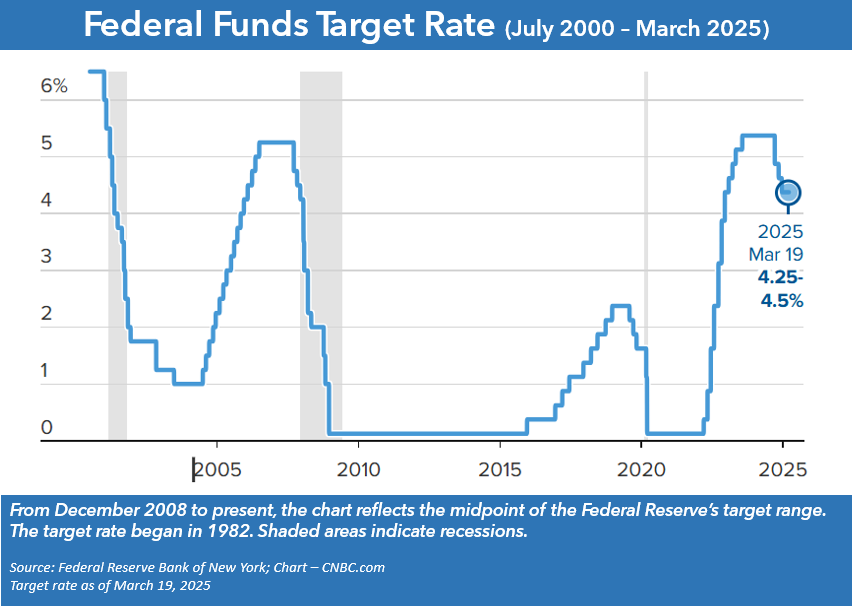 Federal Funds Target Rate (July 2000 – March 2025)
6%
5
4
3
2
1
0
2025
Mar 19
4.25-
4.5%
2005 2010 2015 2020 2025
From December 2008 to present, the chart reflects the midpoint of the Federal Reserve's target range.
The target rate began in 1982. Shaded areas indicate recessions.
Source: Federal Reserve Bank of New York; Chart – CNBC.com
Target rate as of March 19, 2025